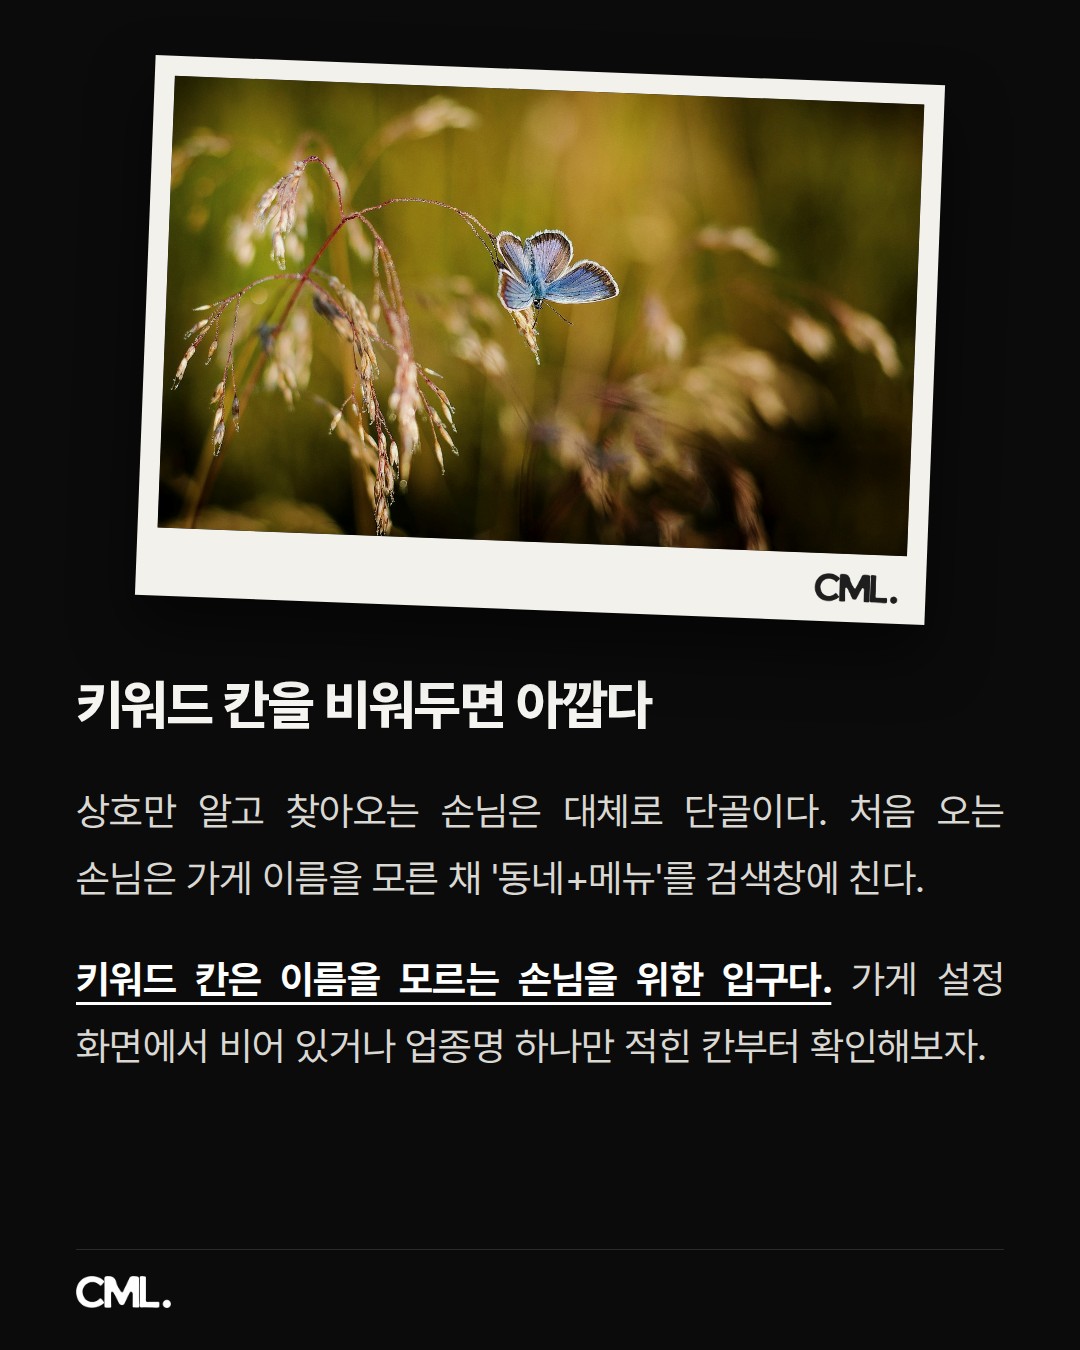 CML.
키워드 칸을 비워두면 아깝다
상호만 알고 찾아오는 손님은 대체로 단골이다. 처음 오는
손님은 가게 이름을 모른 채 '동네+메뉴'를 검색창에 친다.
키워드 칸은 이름을 모르는 손님을 위한 입구다. 가게 설정
화면에서 비어 있거나 업종명 하나만 적힌 칸부터 확인해보자.
CML.